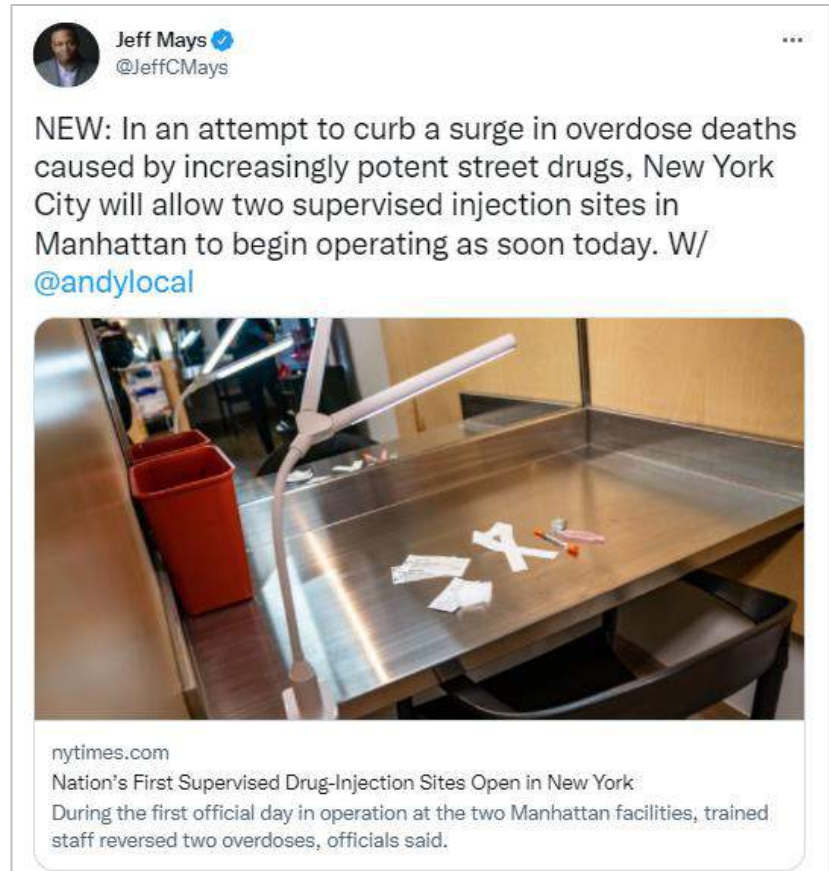 Jeff Mays
@JeffCMays
NEW: In an attempt to curb a surge in overdose deaths
caused by increasingly potent street drugs, New York
City will allow two supervised injection sites in
Manhattan to begin operating as soon today. W/
@andylocal
nytimes.com
Nation's First Supervised Drug-Injection Sites Open in New York
During the first official day in operation at the two Manhattan facilities, trained
staff reversed two overdoses, officials said.